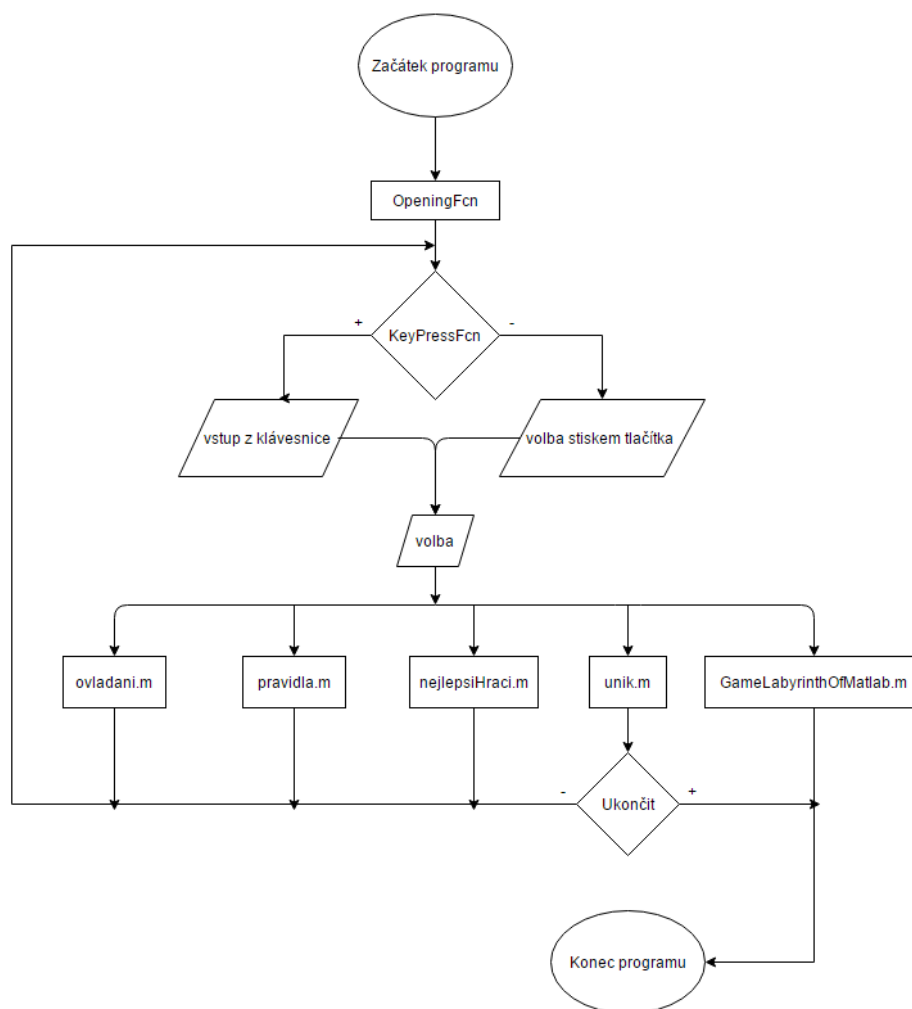 Začátek programu
OpeningFcn
+
-
KeyPressFcn
vstup z klávesnice
volba stiskem tlačítka
volba
ovladani.m
pravidla.m
nejlepsiHraci.m
unik.m
GameLabyrinthOfMatlab.m
-
+
Ukončit
Konec programu